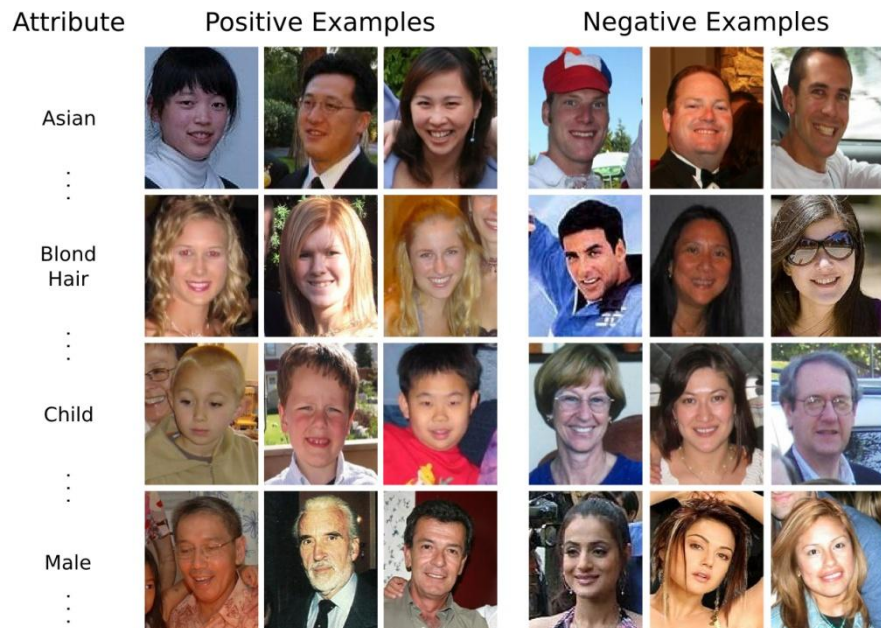 Attribute Positive Examples Negative Examples
Asian
Blond
Hair
Child
Male